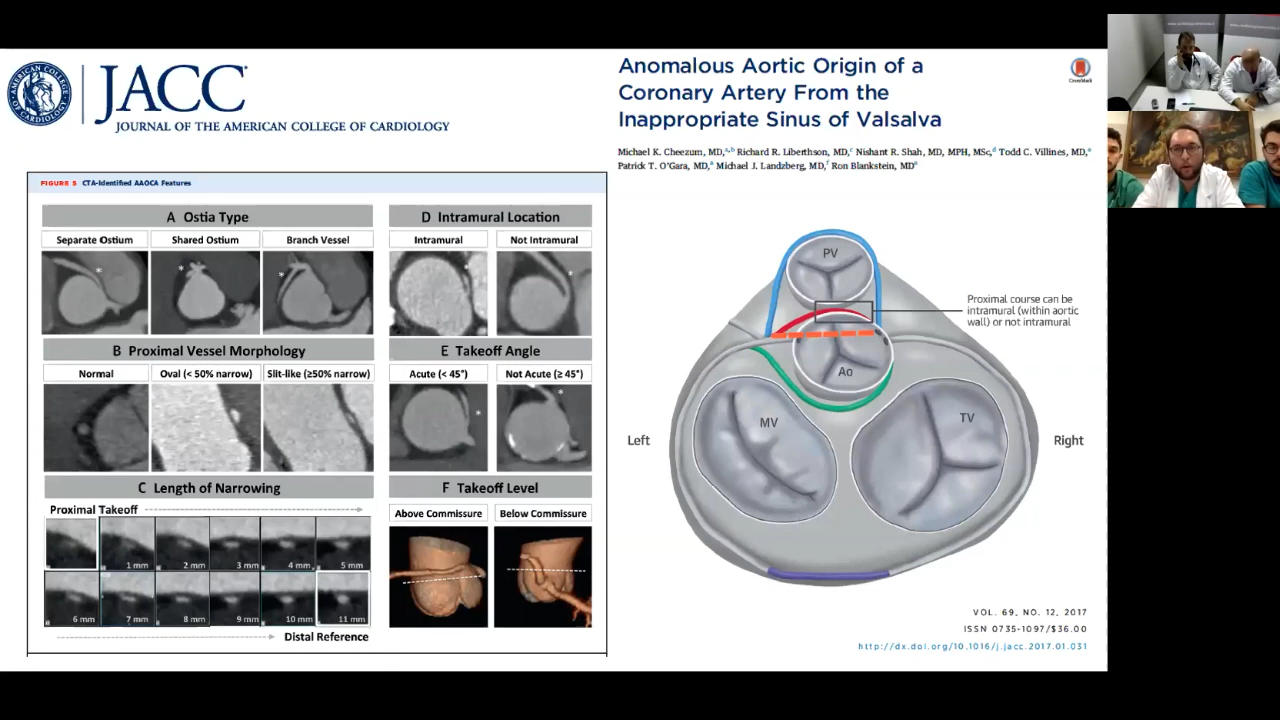 AMERICAN COLLEGE OF CARDIOLOGY
JACC
JOURNAL OF THE AMERICAN COLLEGE OF CARDIOLOGY
Anomalous Aortic Origin of a
Coronary Artery From the
Inappropriate Sinus of Valsalva
CrossMark
Michael K. Cheezum, MD,a,b Richard R. Liberthson, MD,c Nishant R. Shah, MD, MPH, MSc,d Todd C. Villines, MD,e
Patrick T. O'Gara, MD,a Michael J. Landzberg, MD,f Ron Blankstein, MDa
FIGURE 5 CTA-Identified AAOCA Features
A Ostia Type
Separate Ostium
Shared Ostium
Branch Vessel
*
*
*
B Proximal Vessel Morphology
Normal
Oval (< 50% narrow)
Slit-like (≥50% narrow)
C Length of Narrowing
Proximal Takeoff
1 mm
2 mm
3 mm
4 mm
5 mm
6 mm
7 mm
8 mm
9 mm
10 mm
11 mm
Distal Reference
D Intramural Location
Intramural
Not Intramural
*
*
E Takeoff Angle
Acute (< 45°)
Not Acute (≥ 45°)
*
*
F Takeoff Level
Above Commissure
Below Commissure
PV
Proximal course can be
intramural (within aortic
wall) or not intramural
Ao
MV
TV
Left
Right
VOL. 69, NO. 12, 2017
ISSN 0735-1097/$36.00
http://dx.doi.org/10.1016/j.jacc.2017.01.031